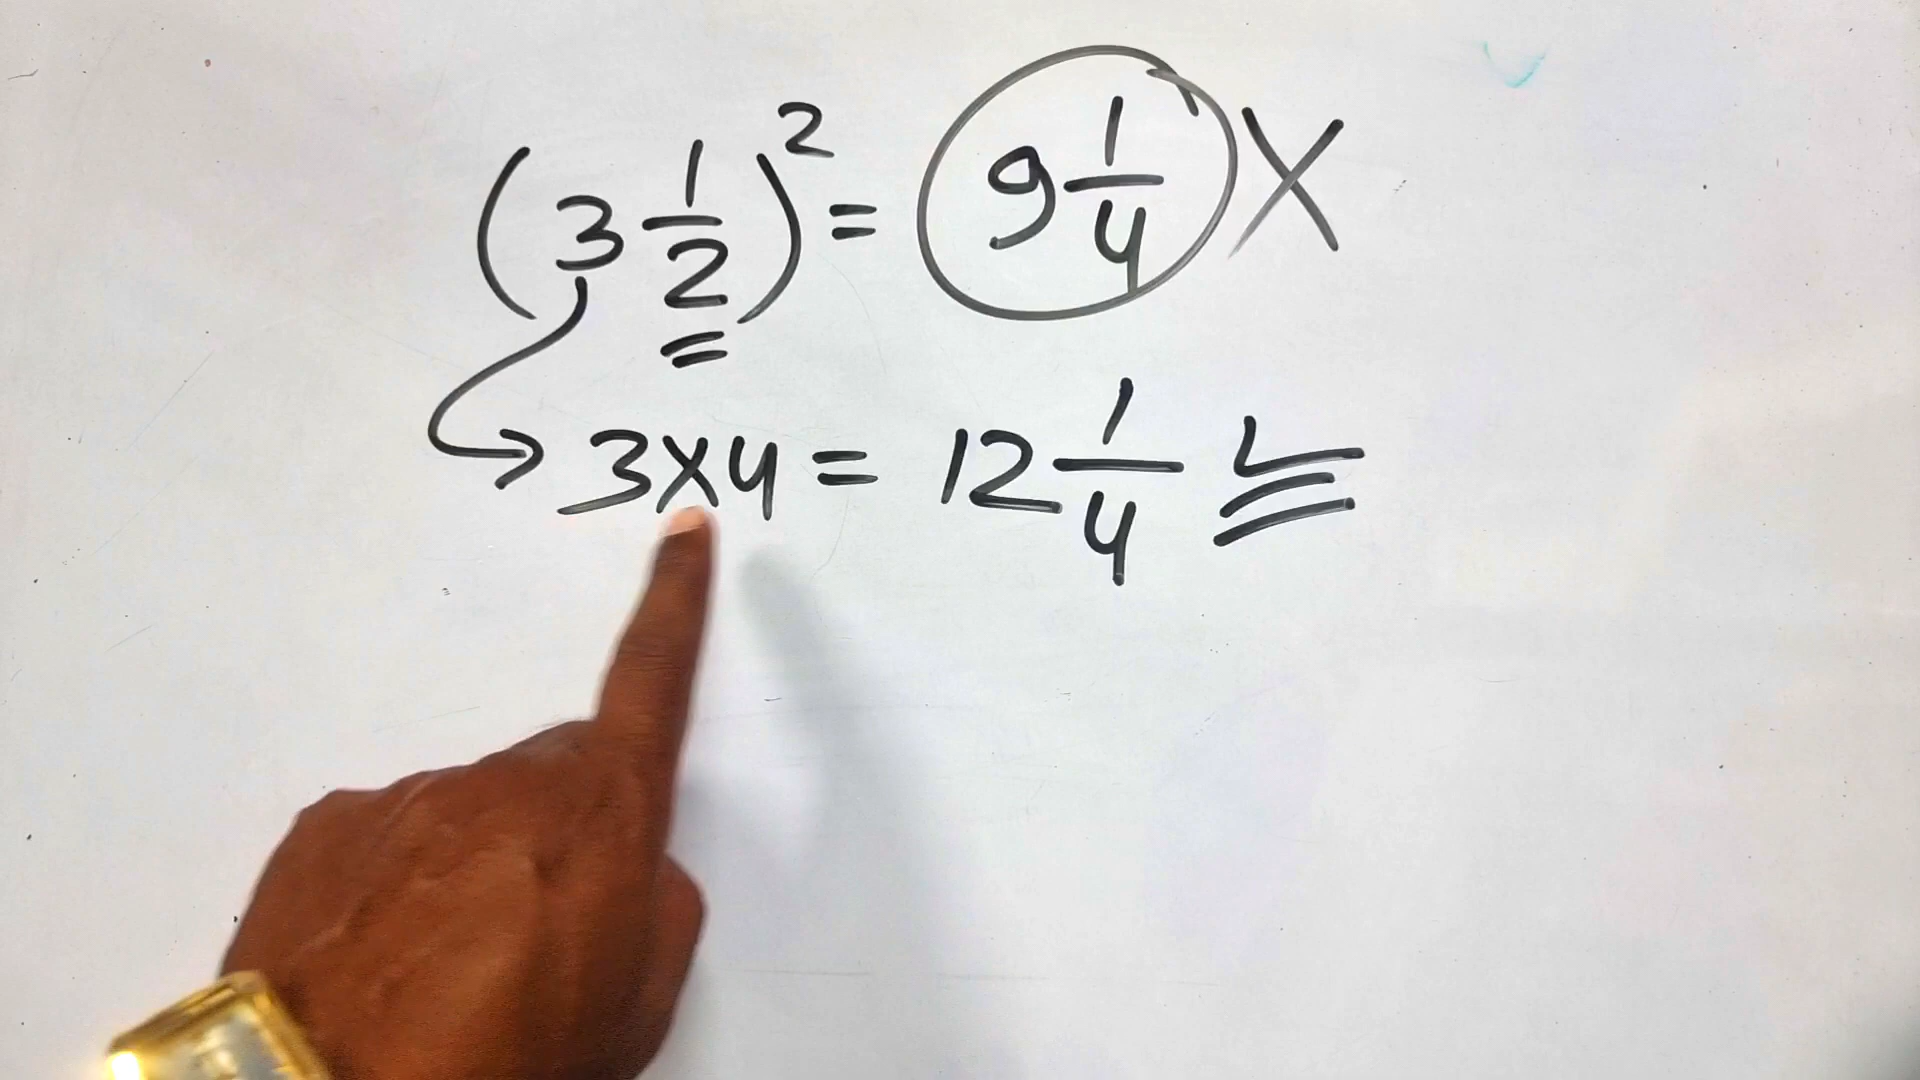 (3 1/2)² = 9 1/4 X
3x4 = 12 1/4